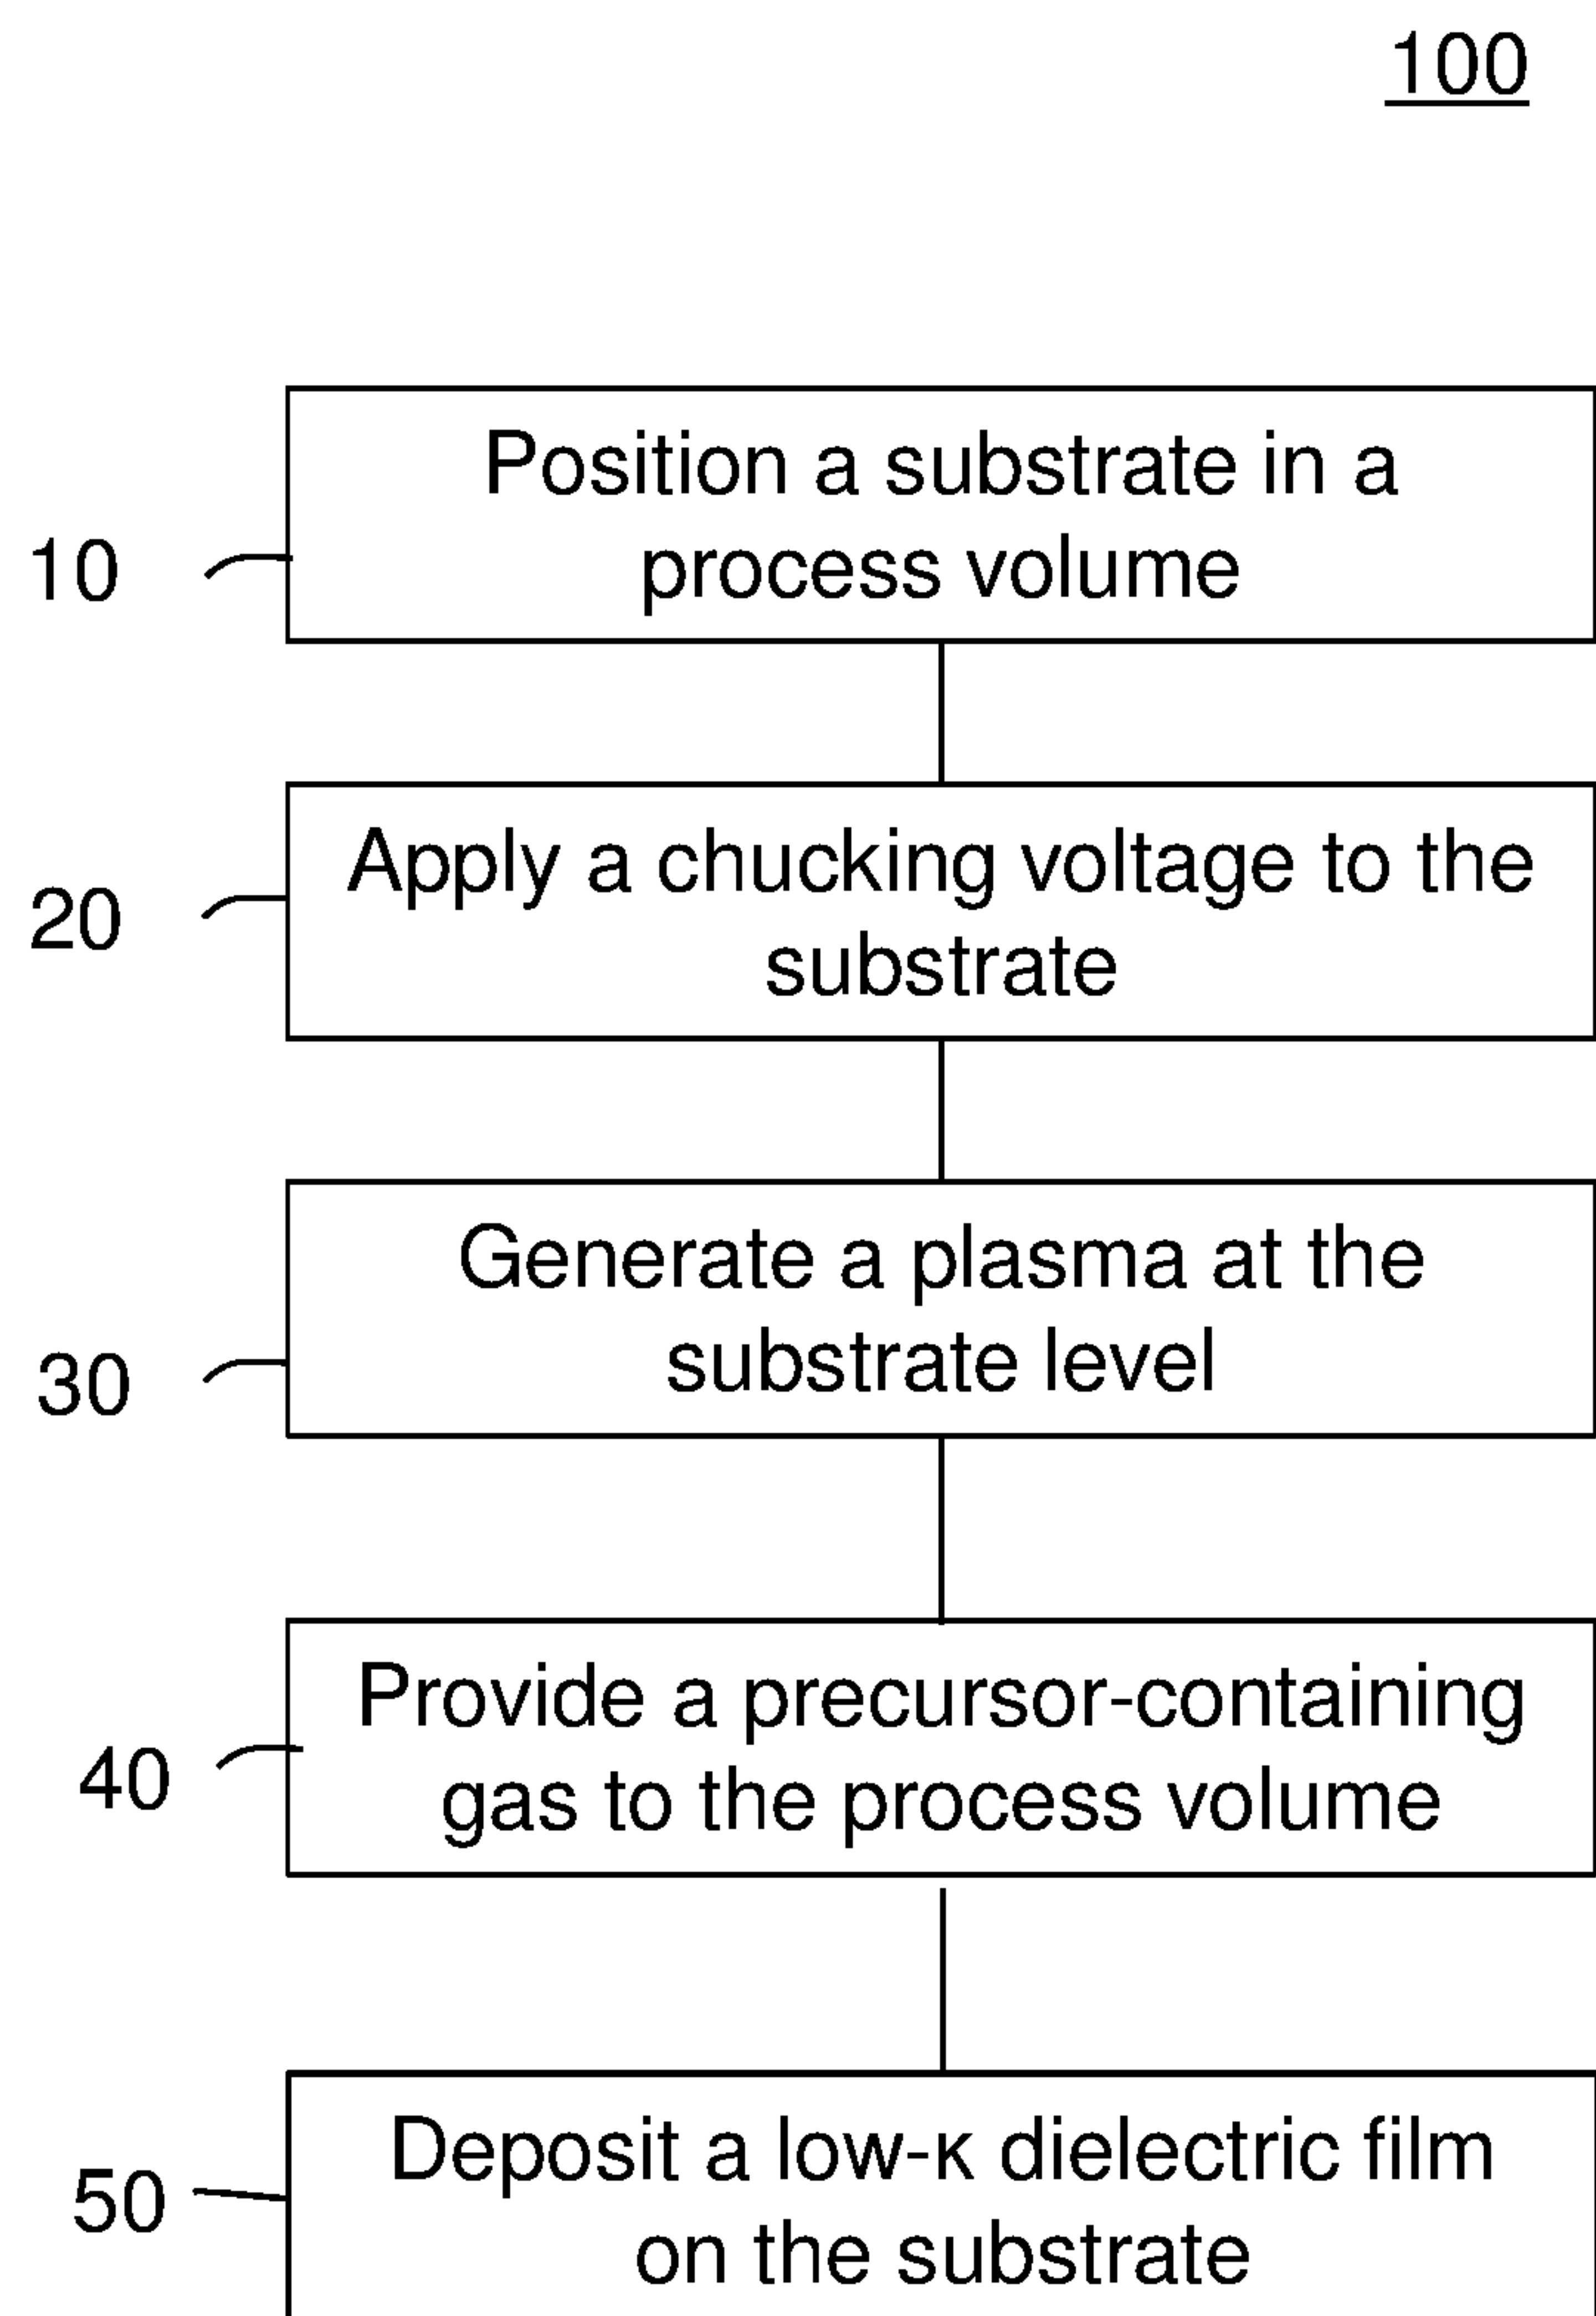 100
Position a substrate in a
process volume
10
Apply a chucking voltage to the
substrate
20
Generate a plasma at the
substrate level
30
Provide a precursor-containing
gas to the process volume
40
Deposit a low-κ dielectric film
on the substrate
50